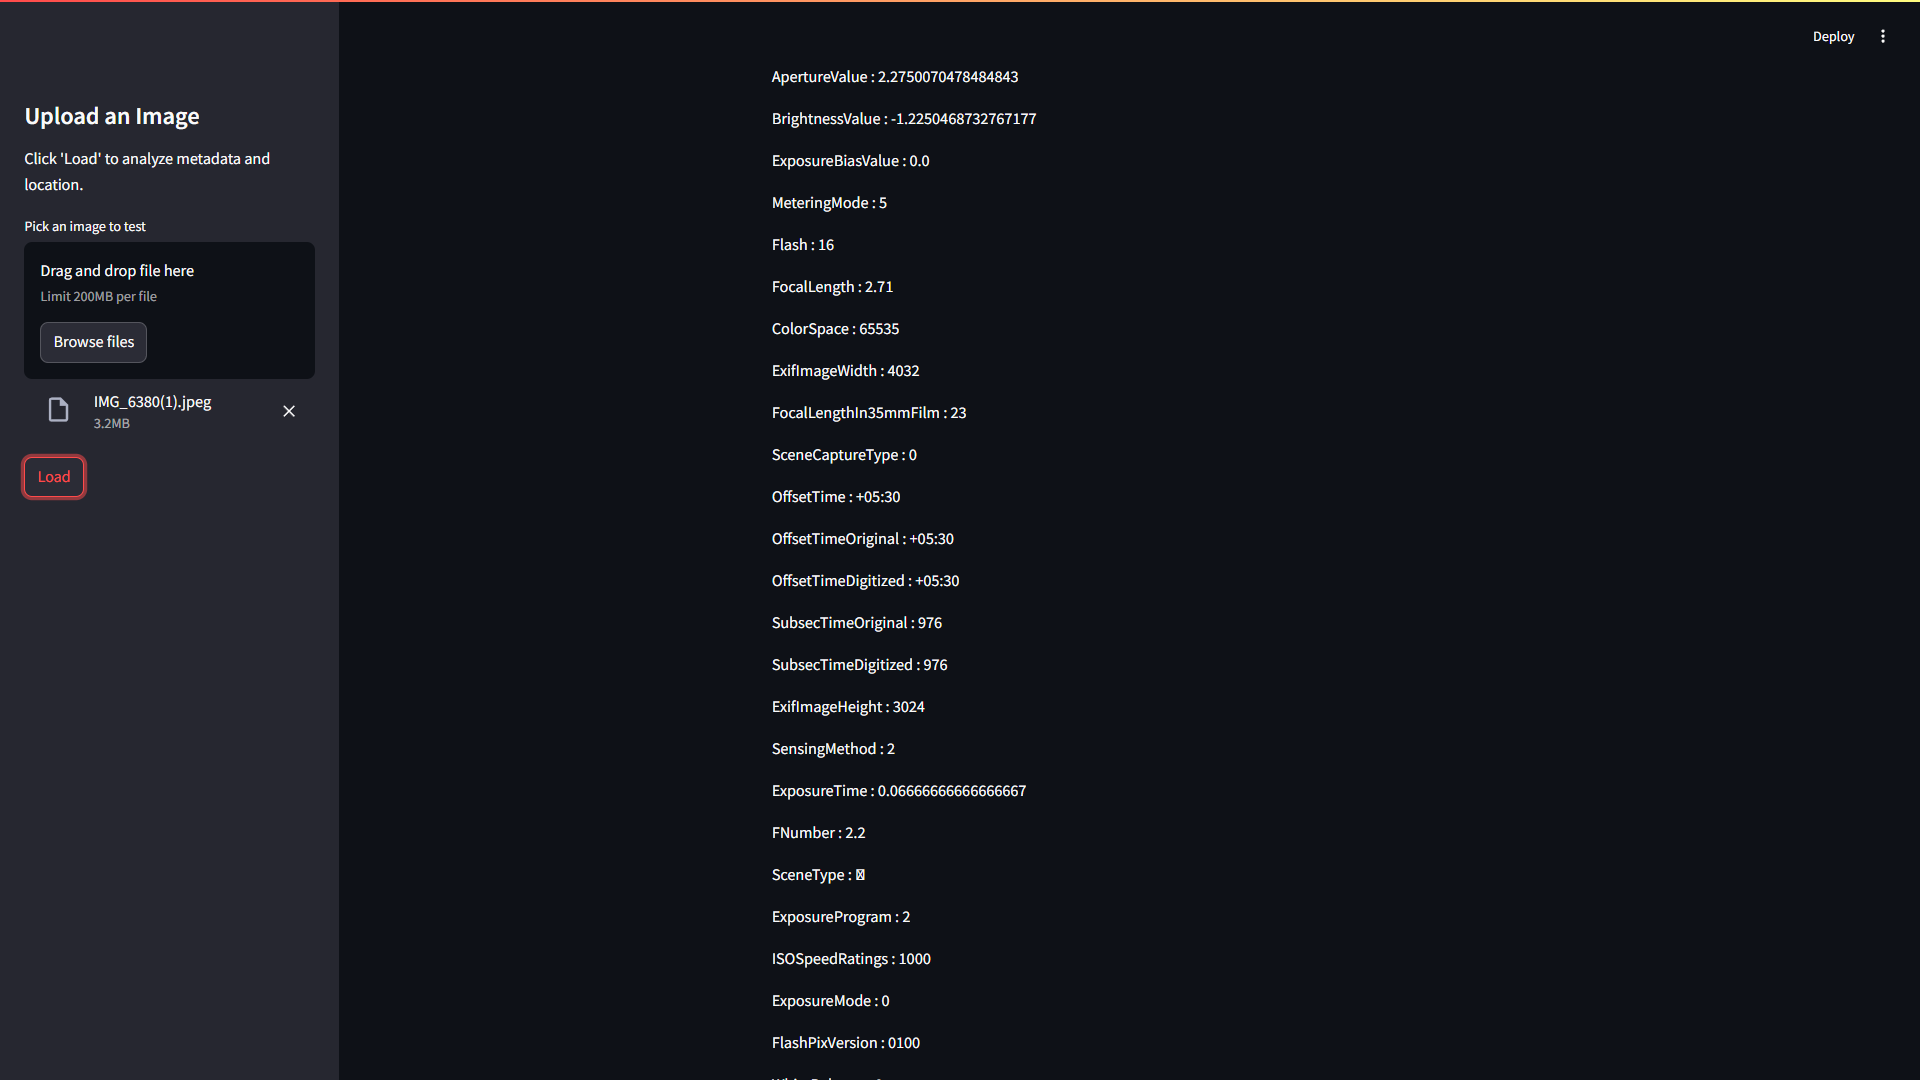 Deploy
Upload an Image
Click 'Load' to analyze metadata and
location.
Pick an image to test
Drag and drop file here
Limit 200MB per file
Browse files
IMG_6380(1).jpeg
3.2MB
Load
ApertureValue : 2.2750070478484843
BrightnessValue : -1.2250468732767177
ExposureBiasValue : 0.0
MeteringMode : 5
Flash : 16
FocalLength : 2.71
ColorSpace : 65535
ExifImageWidth : 4032
FocalLengthIn35mmFilm : 23
SceneCaptureType : 0
OffsetTime : +05:30
OffsetTimeOriginal : +05:30
OffsetTimeDigitized : +05:30
SubsecTimeOriginal : 976
SubsecTimeDigitized : 976
ExifImageHeight : 3024
SensingMethod : 2
ExposureTime : 0.06666666666666667
FNumber : 2.2
SceneType :
ExposureProgram : 2
ISOSpeedRatings : 1000
ExposureMode : 0
FlashPixVersion : 0100